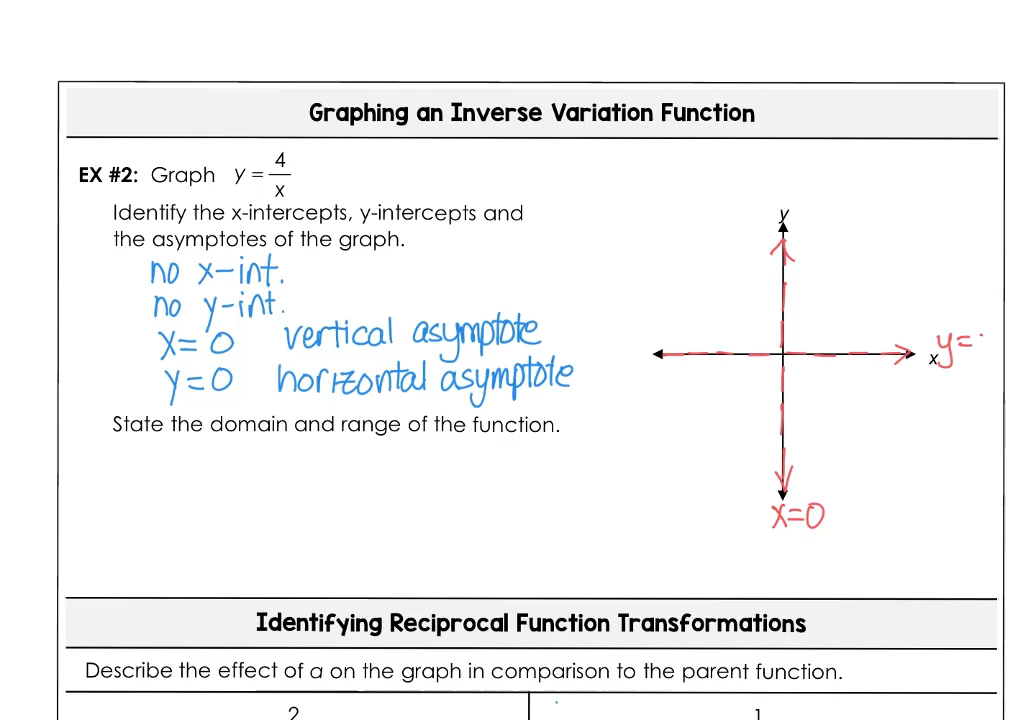 Graphing an Inverse Variation Function
EX #2: Graph y = 4/x
Identify the x-intercepts, y-intercepts and
the asymptotes of the graph.
no x-int.
no y-int.
x=0 vertical asymptote
y=0 horizontal asymptote
State the domain and range of the function.
y
x
y=
x=0
Identifying Reciprocal Function Transformations
Describe the effect of a on the graph in comparison to the parent function.
2
1